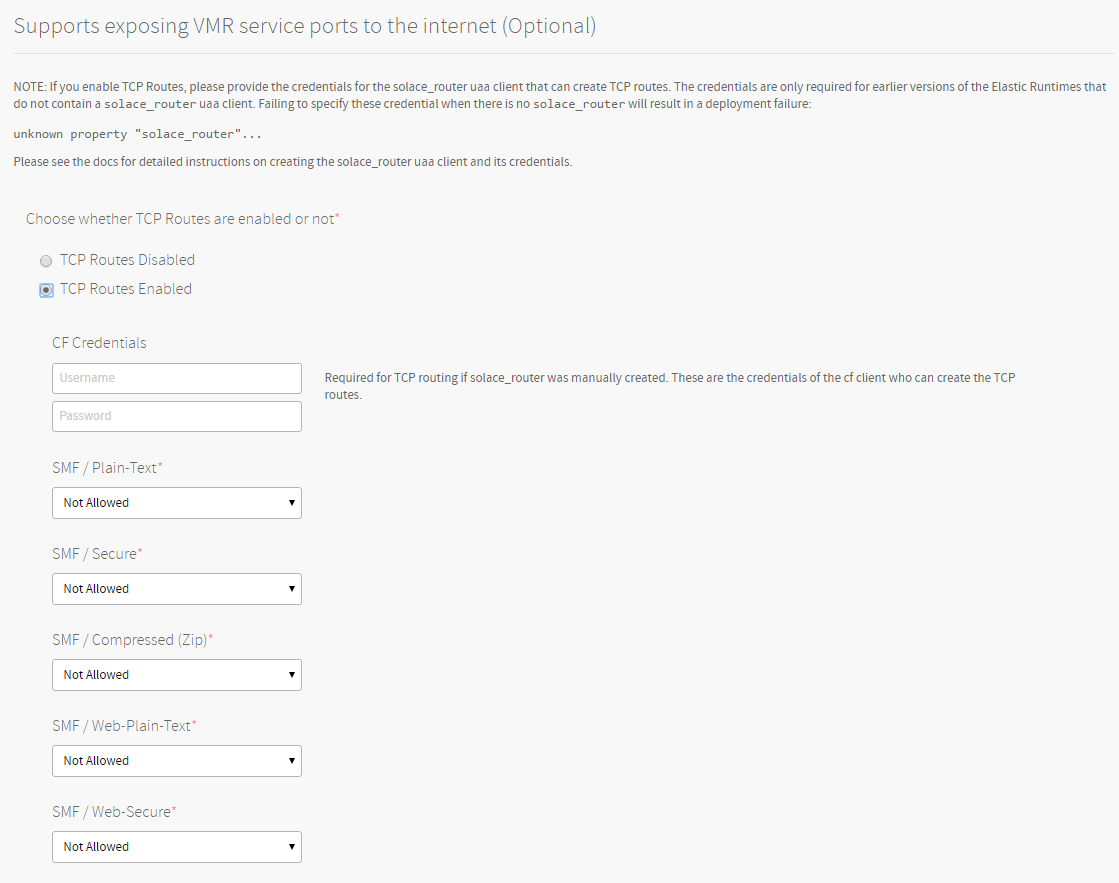 Supports exposing VMR service ports to the internet (Optional)
NOTE: If you enable TCP Routes, please provide the credentials for the solace_router uaa client that can create TCP routes. The credentials are only required for earlier versions of the Elastic Runtimes that
do not contain a solace_router uaa client. Failing to specify these credential when there is no solace_router will result in a deployment failure:
unknown property "solace_router"...
Please see the docs for detailed instructions on creating the solace_router uaa client and its credentials.
Choose whether TCP Routes are enabled or not*
TCP Routes Disabled
TCP Routes Enabled
CF Credentials
Username
Required for TCP routing if solace_router was manually created. These are the credentials of the cf client who can create the TCP
routes.
Password
SMF / Plain-Text*
Not Allowed
SMF / Secure*
Not Allowed
SMF / Compressed (Zip)*
Not Allowed
SMF / Web-Plain-Text*
Not Allowed
SMF / Web-Secure*
Not Allowed